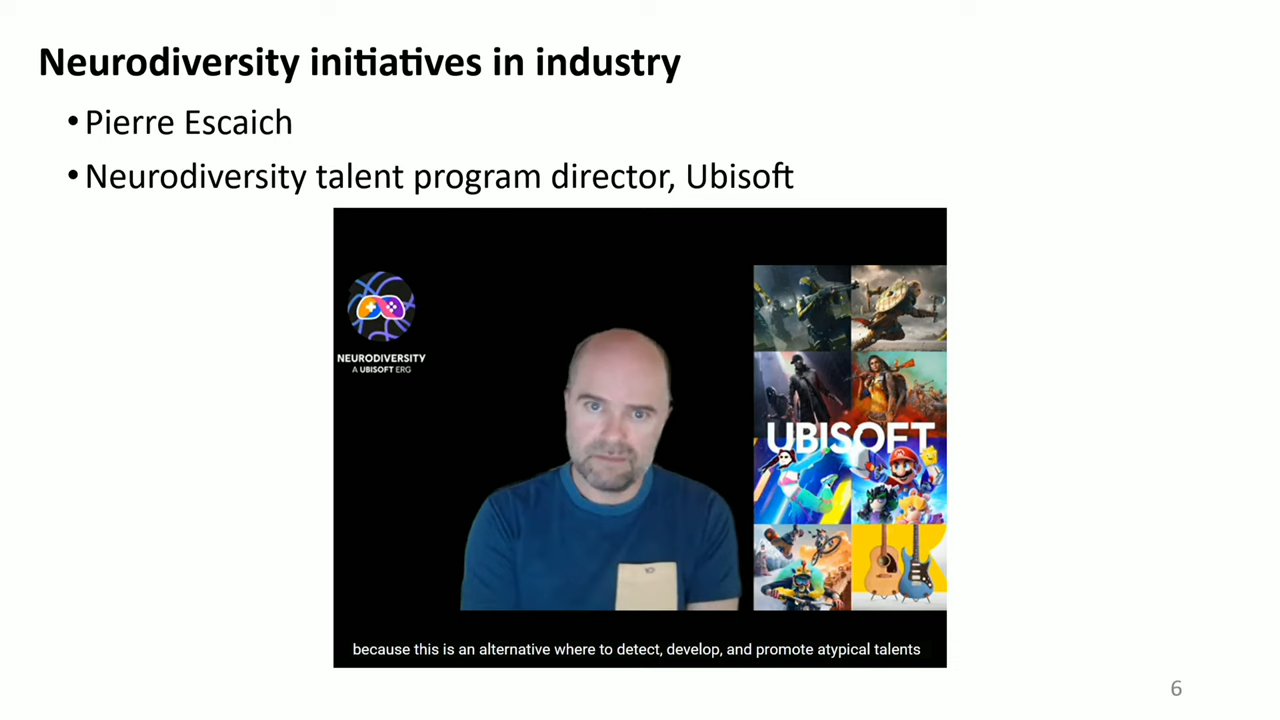 Neurodiversity initiatives in industry
• Pierre Escaich
• Neurodiversity talent program director, Ubisoft
NEURODIVERSITY
A UBISOFT ERG
UBISOFT
because this is an alternative where to detect, develop, and promote atypical talents
6